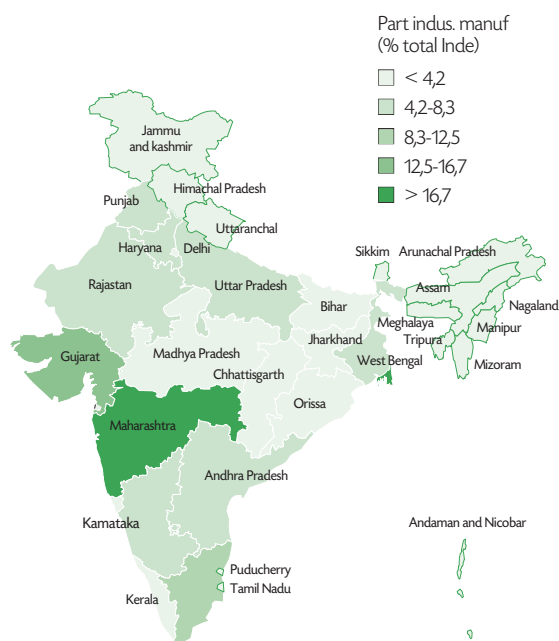 Part indus. manuf
(% total Inde)
< 4,2
4,2-8,3
8,3-12,5
12,5-16,7
> 16,7
Jammu
and kashmir
Himachal Pradesh
Punjab
Uttaranchal
Haryana
Delhi
Sikkim
Arunachal Pradesh
Rajastan
Uttar Pradesh
Assam
Nagaland
Bihar
Meghalaya
Manipur
Jharkhand
Tripura
Gujarat
Madhya Pradesh
West Bengal
Mizoram
Chhattisgarth
Orissa
Maharashtra
Andhra Pradesh
Karnataka
Andaman and Nicobar
Puducherry
Tamil Nadu
Kerala